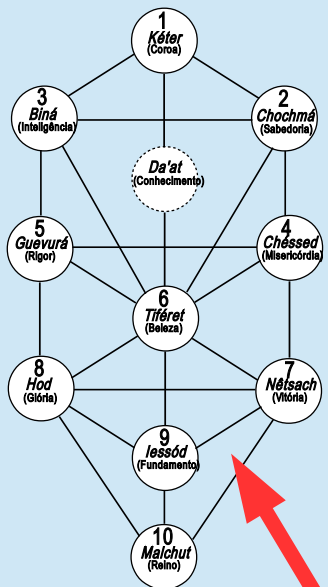 1
Kéter
(Coroa)
3
Biná
(Inteligência)
2
Chochmá
(Sabedoria)
Da'at
(Conhecimento)
5
Guevurá
(Rigor)
4
Chéssed
(Misericórdia)
6
Tiféret
(Beleza)
8
Hod
(Glória)
7
Nêtsach
(Vitória)
9
Iessód
(Fundamento)
10
Malchut
(Reino)